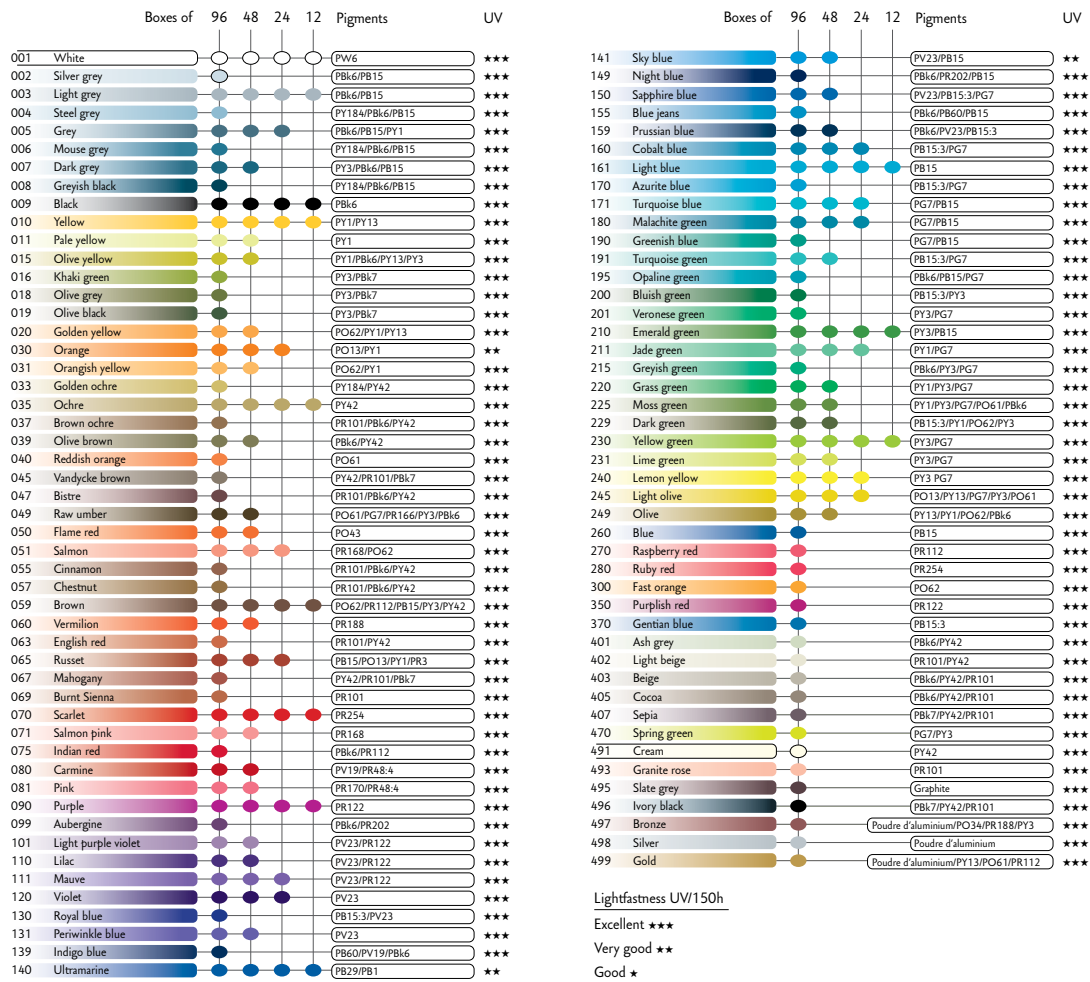 Boxes of 96 48 24 12 Pigments UV
001 White PW6 ★★★
002 Silver grey PBk6/PB15 ★★★
003 Light grey PBk6/PB15 ★★★
004 Steel grey PY184/PBk6/PB15 ★★★
005 Grey PBk6/PB15/PY1 ★★★
006 Mouse grey PY184/PBk6/PB15 ★★★
007 Dark grey PY3/PBk6/PB15 ★★★
008 Greyish black PY184/PBk6/PB15 ★★★
009 Black PBk6 ★★★
010 Yellow PY1/PY13 ★★★
011 Pale yellow PY1 ★★★
015 Olive yellow PY1/PBk6/PY13/PY3 ★★★
016 Khaki green PY3/PBk7 ★★★
018 Olive grey PY3/PBk7 ★★★
019 Olive black PY3/PBk7 ★★★
020 Golden yellow PO62/PY1/PY13 ★★★
030 Orange PO13/PY1 ★★
031 Orangish yellow PO62/PY1 ★★★
033 Golden ochre PY184/PY42 ★★★
035 Ochre PY42 ★★★
037 Brown ochre PR101/PBk6/PY42 ★★★
039 Olive brown PBk6/PY42 ★★★
040 Reddish orange PO61 ★★★
045 Vandycke brown PY42/PR101/PBk7 ★★★
047 Bistre PR101/PBk6/PY42 ★★★
049 Raw umber PO61/PG7/PR166/PY3/PBk6 ★★★
050 Flame red PO43 ★★★
051 Salmon PR168/PO62 ★★★
055 Cinnamon PR101/PBk6/PY42 ★★★
057 Chestnut PR101/PBk6/PY42 ★★★
059 Brown PO62/PR112/PB15/PY3/PY42 ★★★
060 Vermilion PR188 ★★★
063 English red PR101/PY42 ★★★
065 Russet PB15/PO13/PY1/PR3 ★★★
067 Mahogany PY42/PR101/PBk7 ★★★
069 Burnt Sienna PR101 ★★★
070 Scarlet PR254 ★★★
071 Salmon pink PR168 ★★★
075 Indian red PBk6/PR112 ★★★
080 Carmine PV19/PR48:4 ★★★
081 Pink PR170/PR48:4 ★★★
090 Purple PR122 ★★★
099 Aubergine PBk6/PR202 ★★★
101 Light purple violet PV23/PR122 ★★★
110 Lilac PV23/PR122 ★★★
111 Mauve PV23/PR122 ★★★
120 Violet PV23 ★★★
130 Royal blue PB15:3/PV23 ★★★
131 Periwinkle blue PV23 ★★★
139 Indigo blue PB60/PV19/PBk6 ★★★
140 Ultramarine PB29/PB1 ★★
Boxes of 96 48 24 12 Pigments UV
141 Sky blue PV23/PB15 ★★
149 Night blue PBk6/PR202/PB15 ★★★
150 Sapphire blue PV23/PB15:3/PG7 ★★★
155 Blue jeans PBk6/PB60/PB15 ★★★
159 Prussian blue PBk6/PV23/PB15:3 ★★★
160 Cobalt blue PB15:3/PG7 ★★★
161 Light blue PB15 ★★★
170 Azurite blue PB15:3/PG7 ★★★
171 Turquoise blue PG7/PB15 ★★★
180 Malachite green PG7/PB15 ★★★
190 Greenish blue PG7/PB15 ★★★
191 Turquoise green PB15:3/PG7 ★★★
195 Opaline green PBk6/PB15/PG7 ★★★
200 Bluish green PB15:3/PY3 ★★★
201 Veronese green PY3/PG7 ★★★
210 Emerald green PY3/PB15 ★★★
211 Jade green PY1/PG7 ★★★
215 Greyish green PBk6/PY3/PG7 ★★★
220 Grass green PY1/PY3/PG7 ★★★
225 Moss green PY1/PY3/PG7/PO61/PBk6 ★★★
229 Dark green PB15:3/PY1/PO62/PY3 ★★★
230 Yellow green PY3/PG7 ★★★
231 Lime green PY3/PG7 ★★★
240 Lemon yellow PY3 PG7 ★★★
245 Light olive PO13/PY13/PG7/PY3/PO61 ★★★
249 Olive PY13/PY1/PO62/PBk6 ★★★
260 Blue PB15 ★★★
270 Raspberry red PR112 ★★★
280 Ruby red PR254 ★★★
300 Fast orange PO62 ★★★
350 Purplish red PR122 ★★★
370 Gentian blue PB15:3 ★★★
401 Ash grey PBk6/PY42 ★★★
402 Light beige PR101/PY42 ★★★
403 Beige PBk6/PY42/PR101 ★★★
405 Cocoa PBk6/PY42/PR101 ★★★
407 Sepia PBk7/PY42/PR101 ★★★
470 Spring green PG7/PY3 ★★★
491 Cream PY42 ★★★
493 Granite rose PR101 ★★★
495 Slate grey Graphite ★★★
496 Ivory black PBk7/PY42/PR101 ★★★
497 Bronze Poudre d'aluminium/PO34/PR188/PY3 ★★★
498 Silver Poudre d'aluminium ★★★
499 Gold Poudre d'aluminium/PY13/PO61/PR112 ★★★
Lightfastness UV/150h
Excellent ★★★
Very good ★★
Good ★